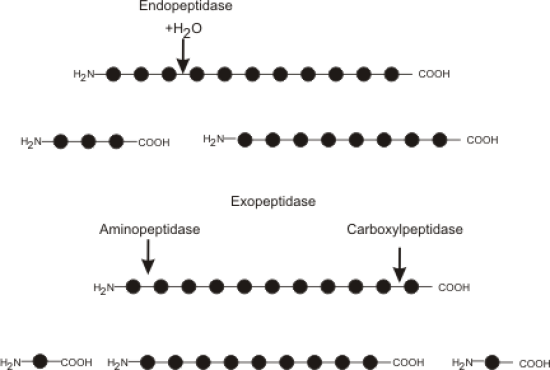 Endopeptidase
+H₂O
H₂N COOH
H₂N COOH H₂N COOH
Exopeptidase
Aminopeptidase Carboxylpeptidase
H₂N COOH
H₂N COOH H₂N COOH H₂N COOH